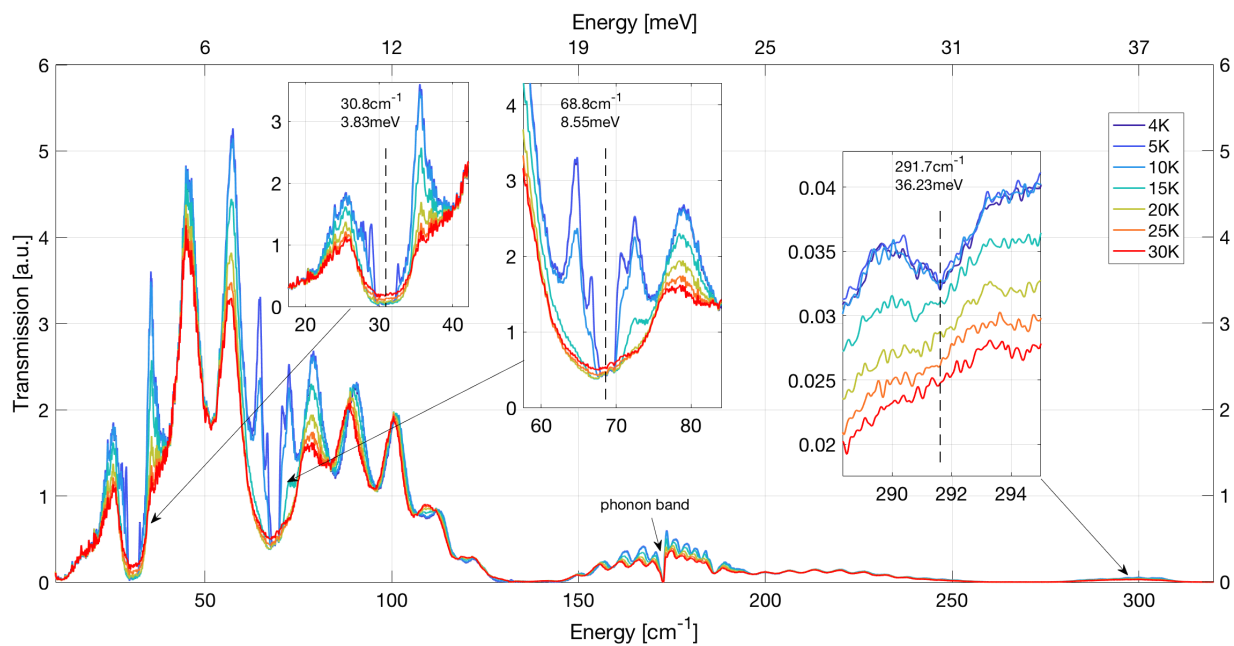 Energy [meV]
6 12 19 25 31 37
6 5 4 3 2 1 0
Transmission [a.u.]
30.8cm-1
3.83meV
3 2 1 0
20 30 40
68.8cm-1
8.55meV
4 3 2 1 0
60 70 80
291.7cm-1
36.23meV
0.04
0.035
0.03
0.025
0.02
290 292 294
4K
5K
10K
15K
20K
25K
30K
6 5 4 3 2 1 0
phonon band
50 100 150 200 250 300
Energy [cm-1]